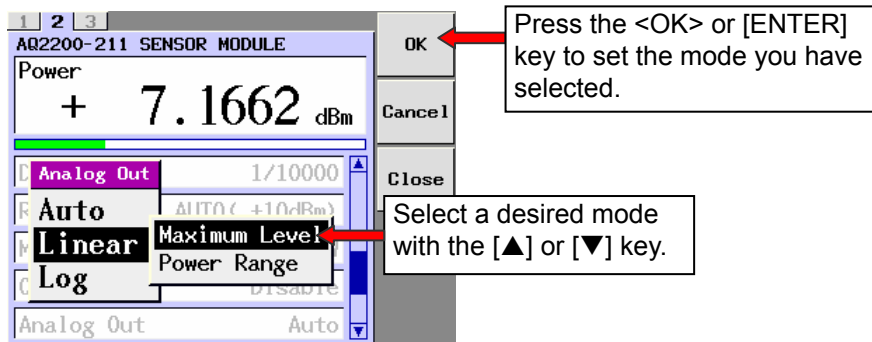 1 2 3
AQ2200-211 SENSOR MODULE
Power
+ 7.1662 dBm
OK
Cancel
Close
Press the <OK> or [ENTER]
key to set the mode you have
selected.
1/10000
Analog Out
Auto
AUTO( +10dBm)
Linear
Maximum Level
Power Range
Log
Disable
Select a desired mode
with the [▲] or [▼] key.
Analog Out Auto